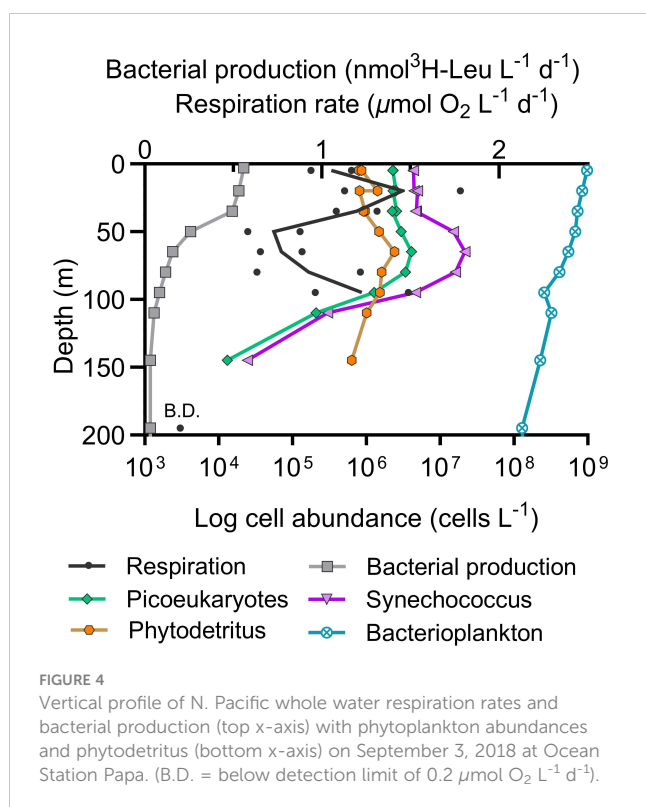 Bacterial production (nmol³H-Leu L⁻¹ d⁻¹)
Respiration rate (µmol O₂ L⁻¹ d⁻¹)
0 1 2
0
50
100
150
200
Depth (m)
B.D.
10³ 10⁴ 10⁵ 10⁶ 10⁷ 10⁸ 10⁹
Log cell abundance (cells L⁻¹)
Respiration Bacterial production
Picoeukaryotes Synechococcus
Phytodetritus Bacterioplankton
FIGURE 4
Vertical profile of N. Pacific whole water respiration rates and
bacterial production (top x-axis) with phytoplankton abundances
and phytodetritus (bottom x-axis) on September 3, 2018 at Ocean
Station Papa. (B.D. = below detection limit of 0.2 µmol O₂ L⁻¹ d⁻¹).